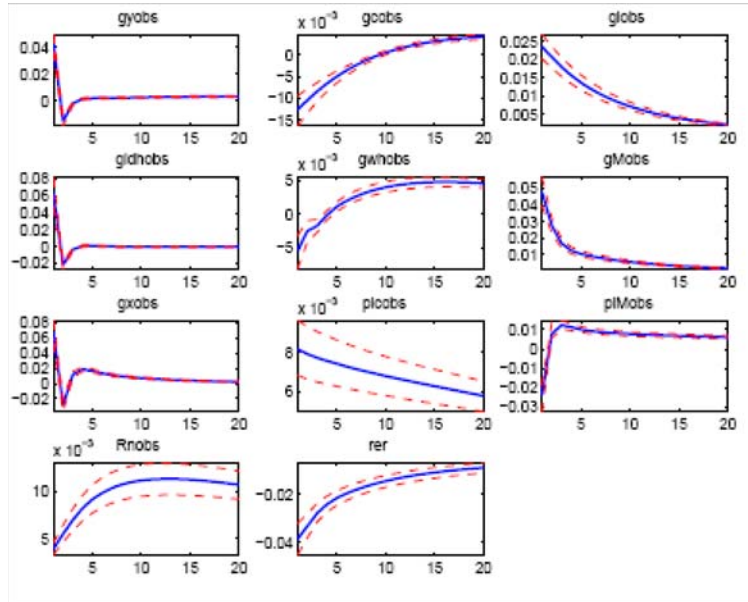 gyobs
0.04
0.02
0
5 10 15 20
× 10⁻³ gcobs
0
−5
−10
−15
5 10 15 20
gIobs
0.025
0.02
0.015
0.01
0.005
5 10 15 20
gldhobs
0.08
0.06
0.04
0.02
0
−0.02
5 10 15 20
× 10⁻³ gwhobs
5
0
−5
5 10 15 20
gMobs
0.05
0.04
0.03
0.02
0.01
5 10 15 20
gxobs
0.08
0.06
0.04
0.02
0
−0.02
5 10 15 20
× 10⁻³ picobs
8
6
5 10 15 20
piMobs
0.01
0
−0.01
−0.02
−0.03
5 10 15 20
× 10⁻³ Rnobs
10
5
5 10 15 20
rer
−0.02
−0.04
5 10 15 20